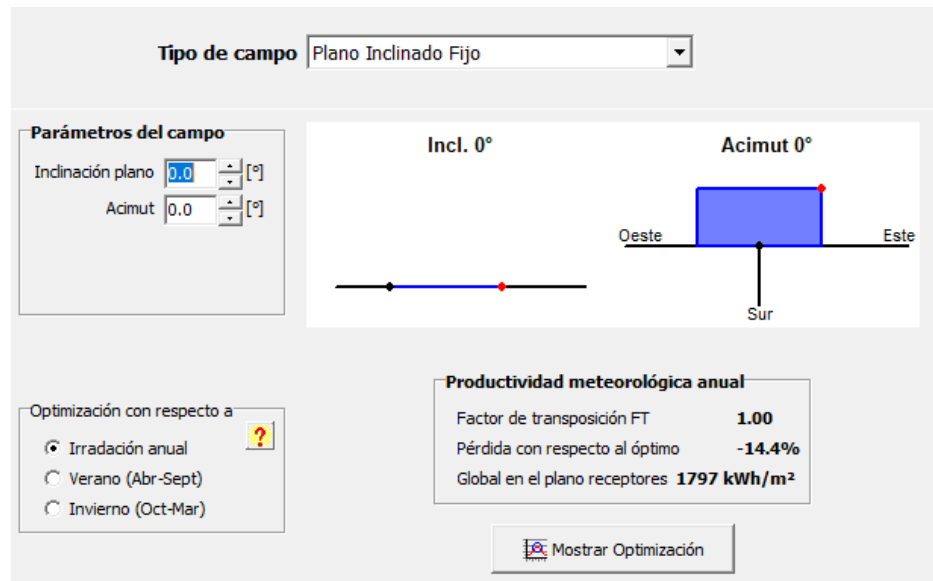 Tipo de campo Plano Inclinado Fijo
Parámetros del campo
Inclinación plano 0.0 [º]
Acimut 0.0 [º]
Incl. 0°
Acimut 0°
Oeste
Este
Sur
Optimización con respecto a
?
Irradación anual
Verano (Abr-Sept)
Invierno (Oct-Mar)
Productividad meteorológica anual
Factor de transposición FT 1.00
Pérdida con respecto al óptimo -14.4%
Global en el plano receptores 1797 kWh/m²
Mostrar Optimización